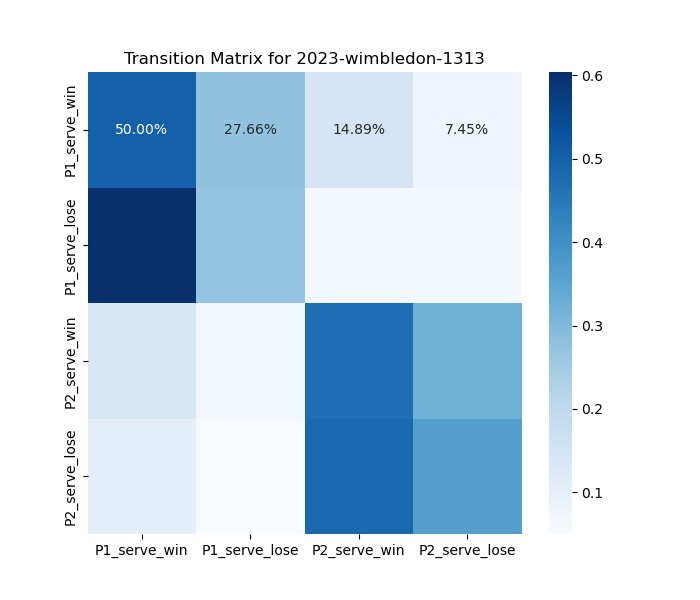 Transition Matrix for 2023-wimbledon-1313
P1_serve_win
50.00% 27.66% 14.89% 7.45%
P1_serve_lose
P2_serve_win
P2_serve_lose
P1_serve_win P1_serve_lose P2_serve_win P2_serve_lose
0.6
0.5
0.4
0.3
0.2
0.1